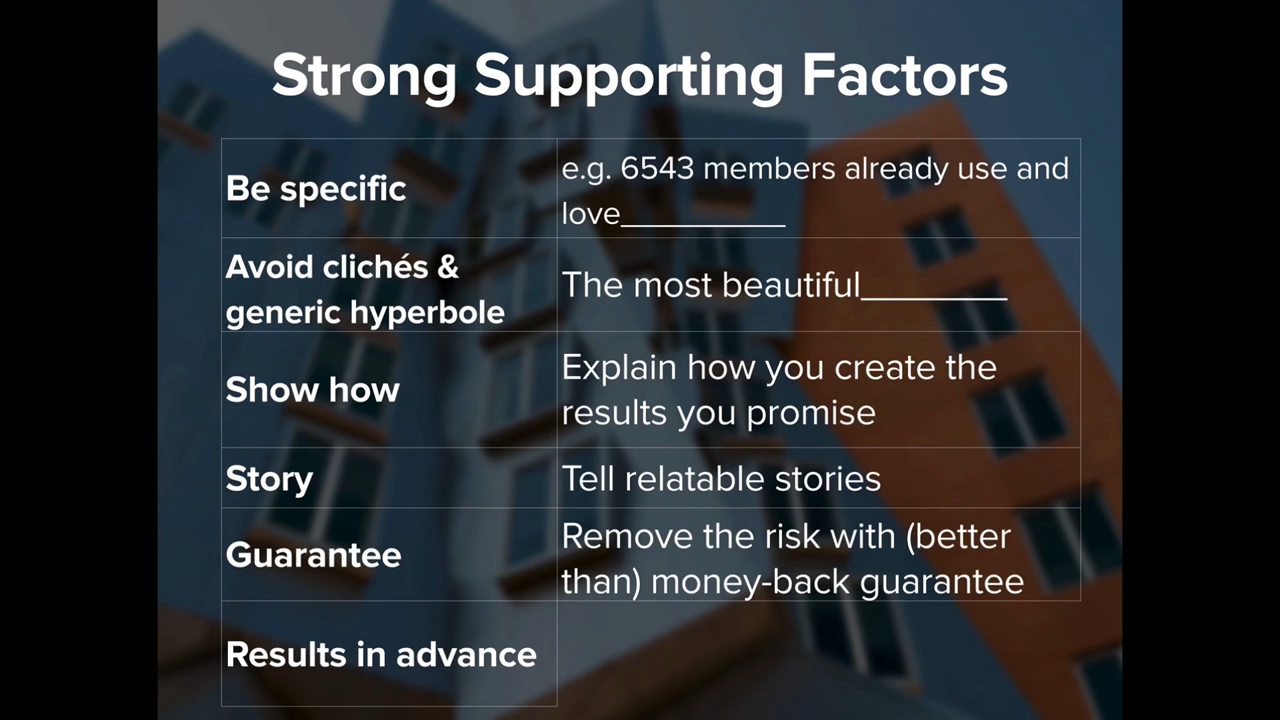 Strong Supporting Factors
Be specific
e.g. 6543 members already use and
love__________
Avoid clichés &
generic hyperbole
The most beautiful________
Show how
Explain how you create the
results you promise
Story
Tell relatable stories
Guarantee
Remove the risk with (better
than) money-back guarantee
Results in advance